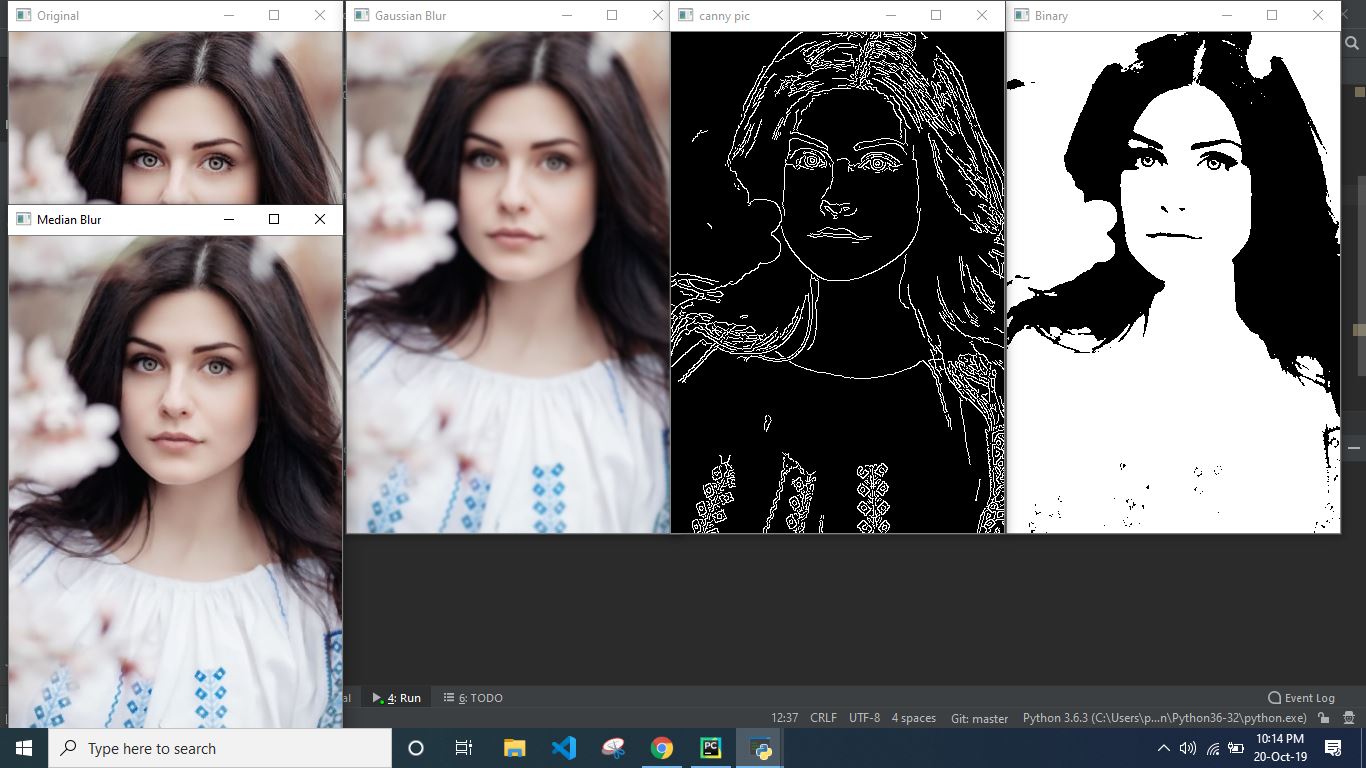 Original
Gaussian Blur
canny pic
Binary
Median Blur
al
4: Run
6: TODO
Event Log
12:37 CRLF UTF-8 4 spaces Git: master Python 3.6.3 (C:\Users\p...n\Python36-32\python.exe)
Type here to search
PC
10:14 PM
20-Oct-19